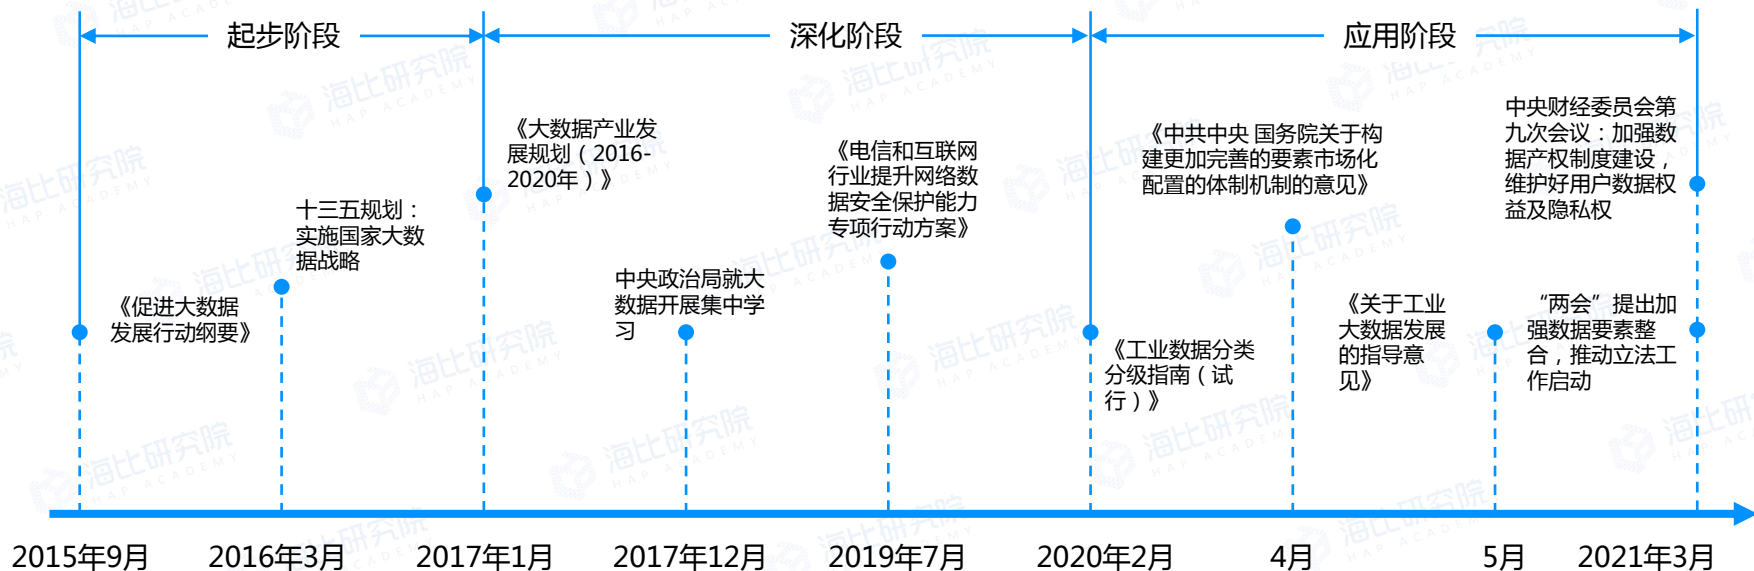 起步阶段
深化阶段
应用阶段
《促进大数据
发展行动纲要》
十三五规划：
实施国家大数
据战略
《大数据产业发
展规划（2016-
2020年）》
中央政治局就大
数据开展集中学
习
《电信和互联网
行业提升网络数
据安全保护能力
专项行动方案》
《工业数据分类
分级指南（试
行）》
《中共中央 国务院关于构
建更加完善的要素市场化
配置的体制机制的意见》
《关于工业
大数据发展
的指导意
见》
中央财经委员会第
九次会议：加强数
据产权制度建设，
维护好用户数据权
益及隐私权
“两会”提出加
强数据要素整
合，推动立法工
作启动
2015年9月
2016年3月
2017年1月
2017年12月
2019年7月
2020年2月
4月
5月
2021年3月
海比研究院
HAP ACADEMY